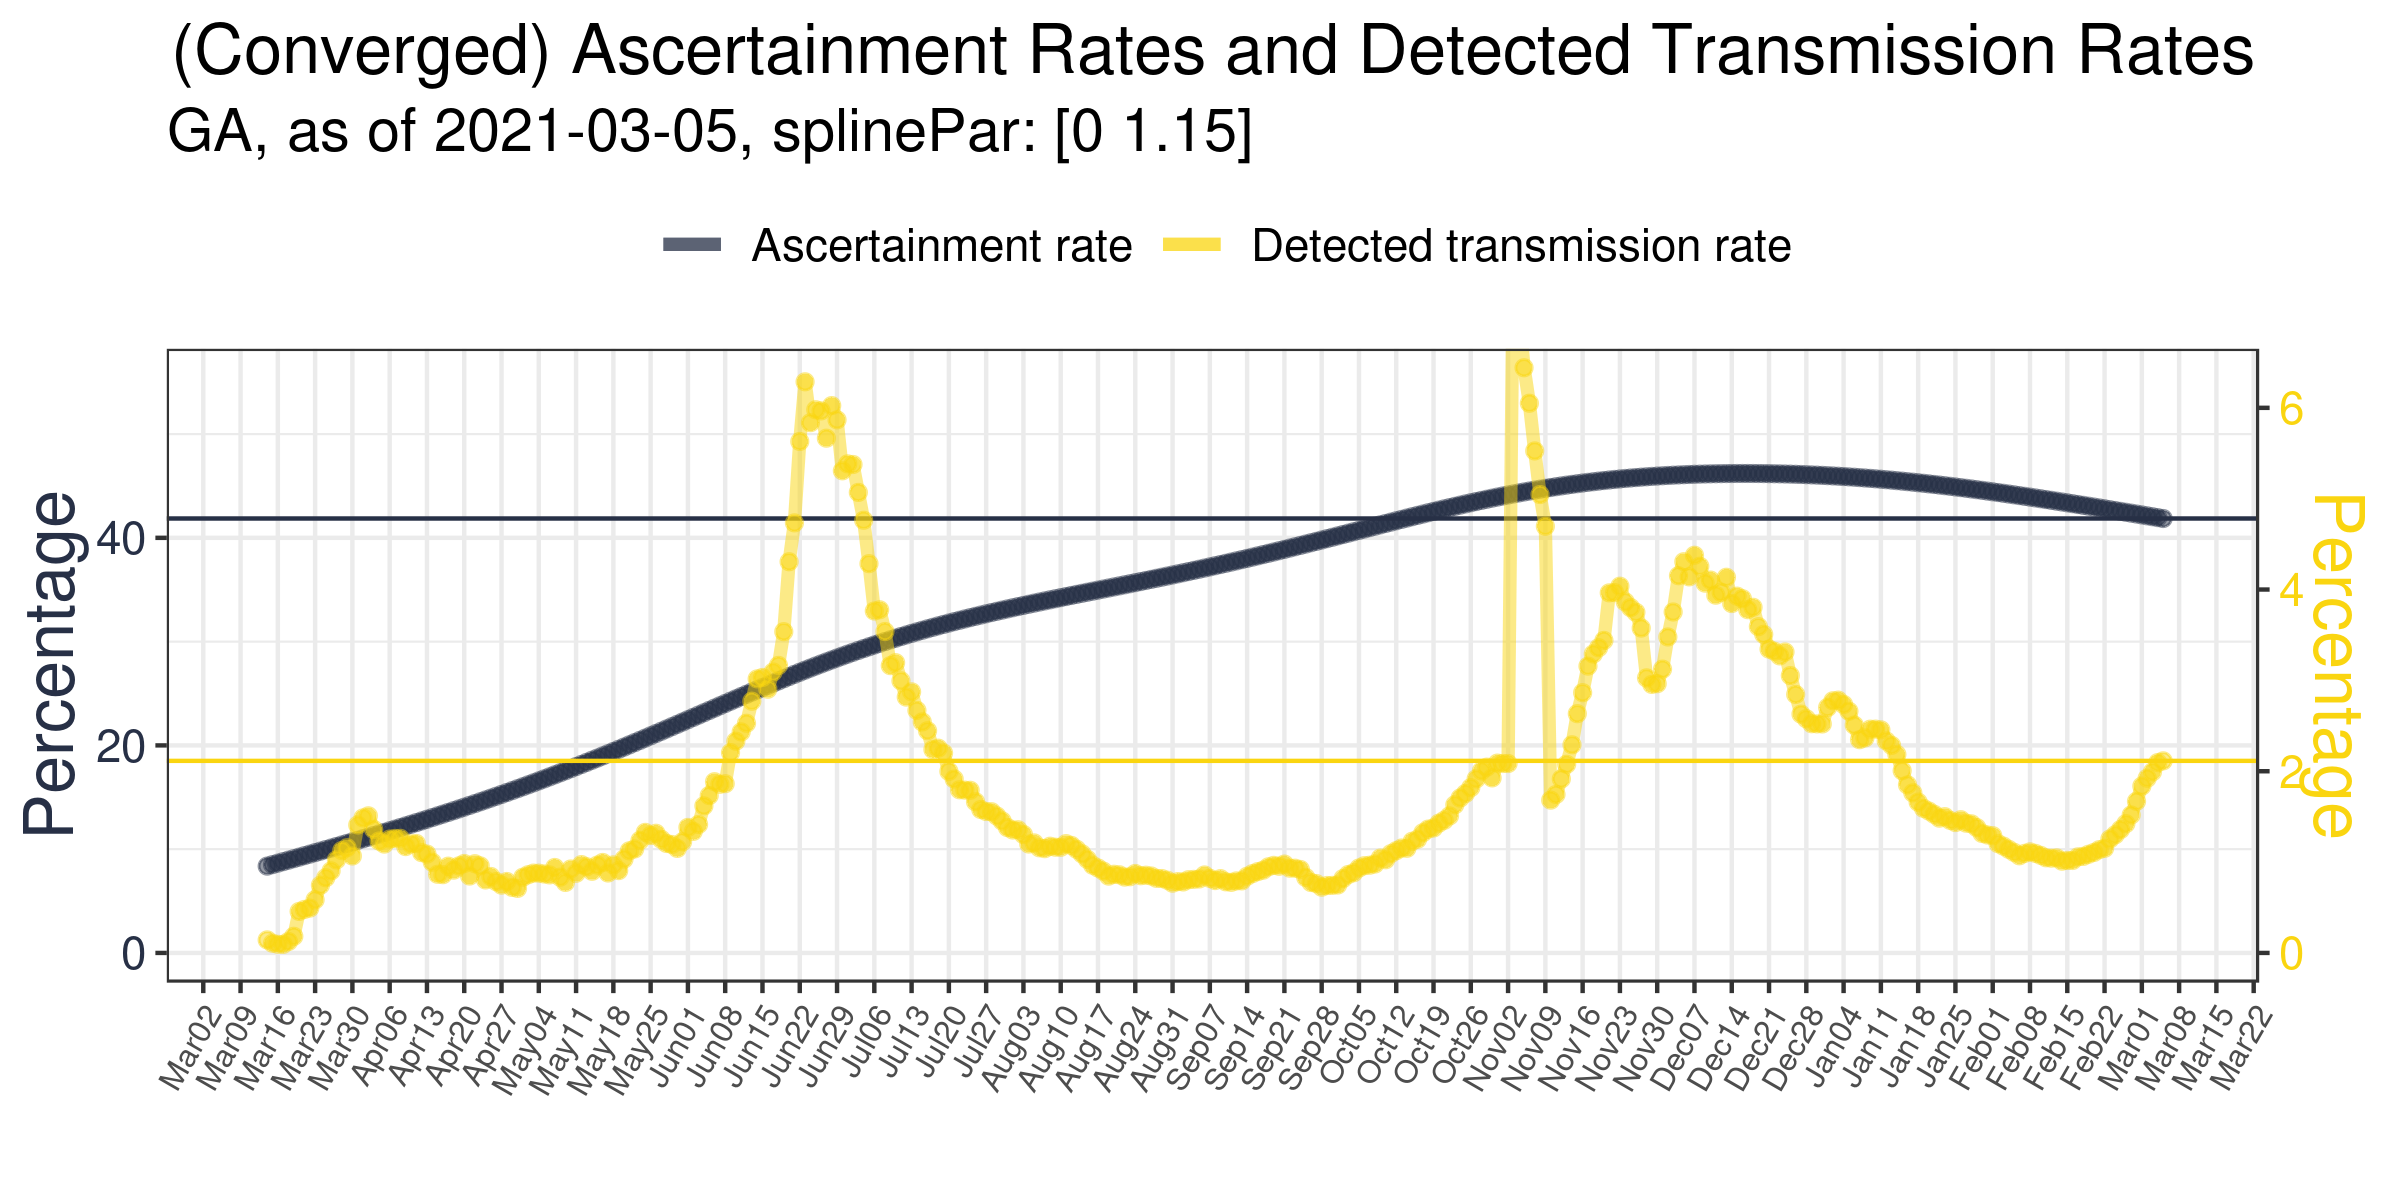 (Converged) Ascertainment Rates and Detected Transmission Rates
GA, as of 2021-03-05, splinePar: [0 1.15]
Ascertainment rate
Detected transmission rate
Percentage
40
20
0
6
4
2
0
Percentage
Mar02
Mar09
Mar16
Mar23
Mar30
Apr06
Apr13
Apr20
Apr27
May04
May11
May18
May25
Jun01
Jun08
Jun15
Jun22
Jun29
Jul06
Jul13
Jul20
Jul27
Aug03
Aug10
Aug17
Aug24
Aug31
Sep07
Sep14
Sep21
Sep28
Oct05
Oct12
Oct19
Oct26
Nov02
Nov09
Nov16
Nov23
Nov30
Dec07
Dec14
Dec21
Dec28
Jan04
Jan11
Jan18
Jan25
Feb01
Feb08
Feb15
Feb22
Mar01
Mar08
Mar15
Mar22